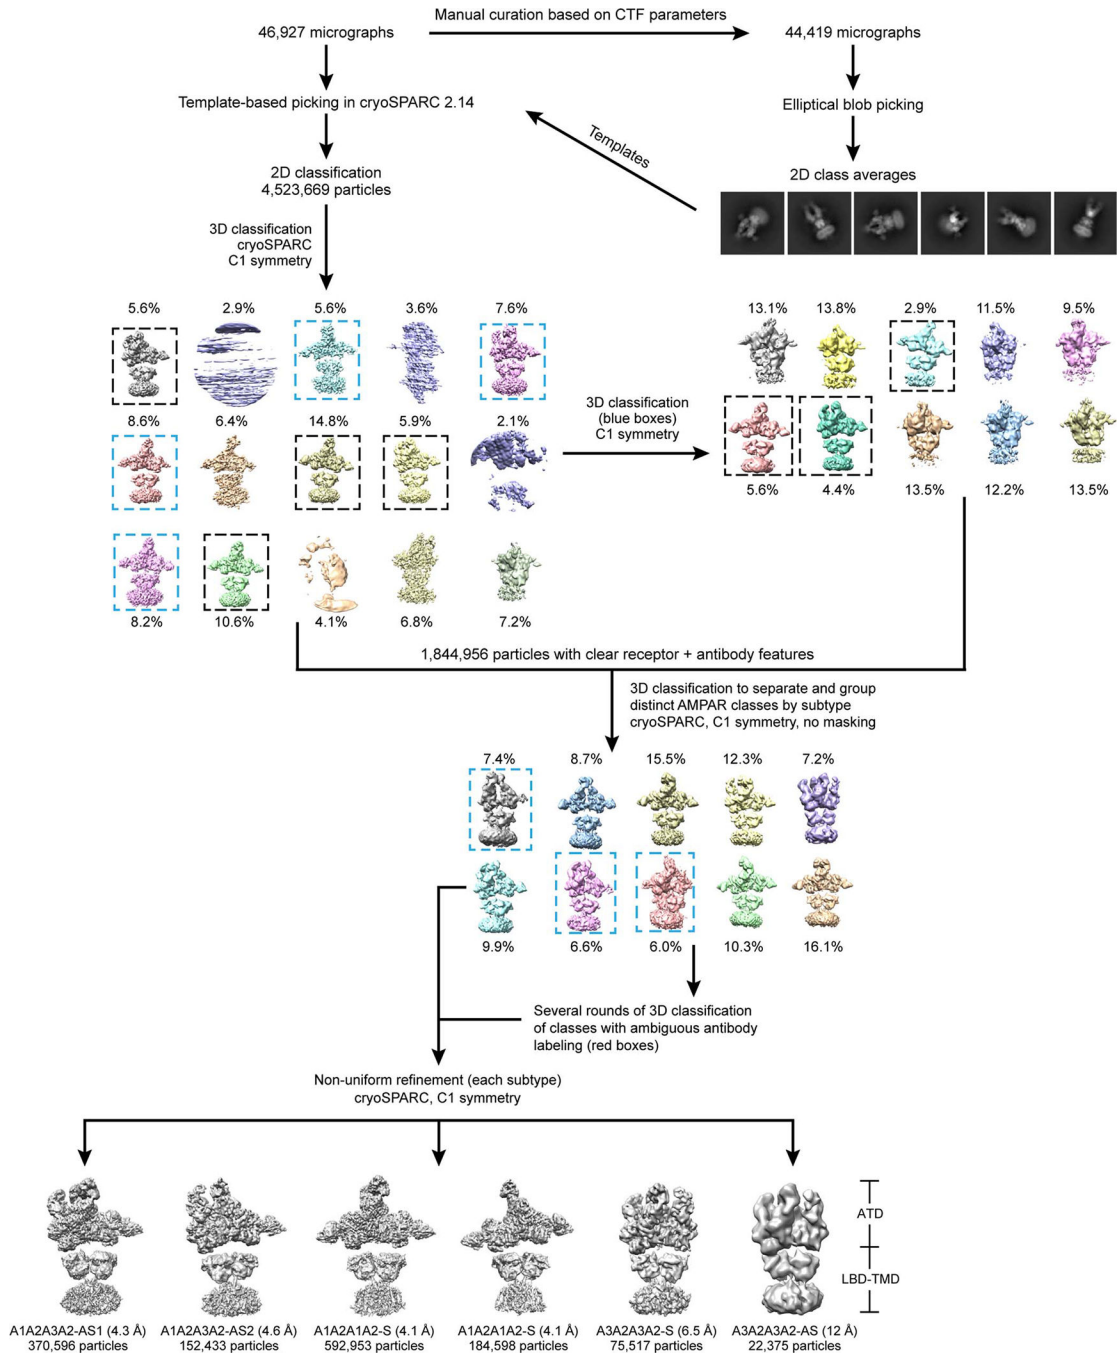 Manual curation based on CTF parameters
46,927 micrographs
44,419 micrographs
Template-based picking in cryoSPARC 2.14
Elliptical blob picking
Templates
2D classification
4,523,669 particles
2D class averages
3D classification
cryoSPARC
C1 symmetry
5.6%
2.9%
5.6%
3.6%
7.6%
8.6%
6.4%
14.8%
5.9%
2.1%
8.2%
10.6%
4.1%
6.8%
7.2%
3D classification
(blue boxes)
C1 symmetry
13.1%
13.8%
2.9%
11.5%
9.5%
5.6%
4.4%
13.5%
12.2%
13.5%
1,844,956 particles with clear receptor + antibody features
3D classification to separate and group
distinct AMPAR classes by subtype
cryoSPARC, C1 symmetry, no masking
7.4%
8.7%
15.5%
12.3%
7.2%
9.9%
6.6%
6.0%
10.3%
16.1%
Several rounds of 3D classification
of classes with ambiguous antibody
labeling (red boxes)
Non-uniform refinement (each subtype)
cryoSPARC, C1 symmetry
ATD
LBD-TMD
A1A2A3A2-AS1 (4.3 Å)
370,596 particles
A1A2A3A2-AS2 (4.6 Å)
152,433 particles
A1A2A1A2-S (4.1 Å)
592,953 particles
A1A2A1A2-S (4.1 Å)
184,598 particles
A3A2A3A2-S (6.5 Å)
75,517 particles
A3A2A3A2-AS (12 Å)
22,375 particles